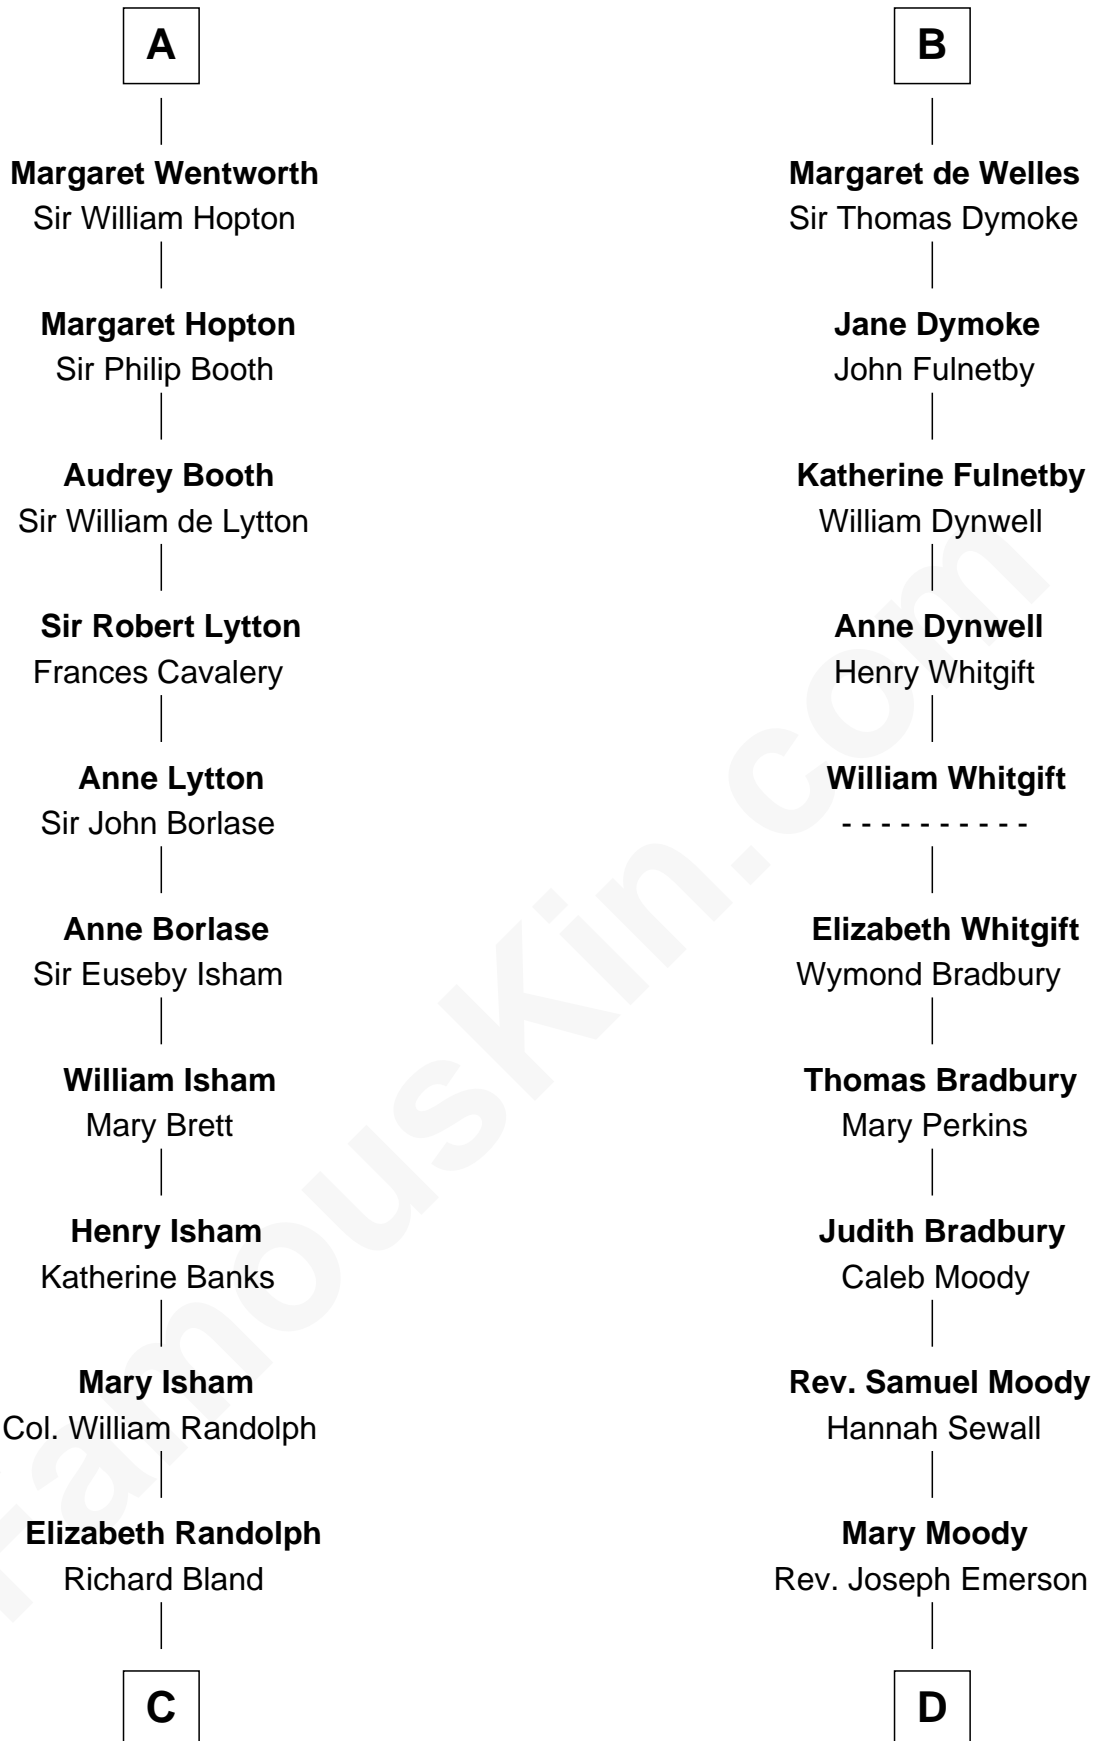 A
Margaret Wentworth
Sir William Hopton
Margaret Hopton
Sir Philip Booth
Audrey Booth
Sir William de Lytton
Sir Robert Lytton
Frances Cavalery
Anne Lytton
Sir John Borlase
Anne Borlase
Sir Euseby Isham
William Isham
Mary Brett
Henry Isham
Katherine Banks
Mary Isham
Col. William Randolph
Elizabeth Randolph
Richard Bland
C
B
Margaret de Welles
Sir Thomas Dymoke
Jane Dymoke
John Fulnetby
Katherine Fulnetby
William Dynwell
Anne Dynwell
Henry Whitgift
William Whitgift
- - - - - - - - - -
Elizabeth Whitgift
Wymond Bradbury
Thomas Bradbury
Mary Perkins
Judith Bradbury
Caleb Moody
Rev. Samuel Moody
Hannah Sewall
Mary Moody
Rev. Joseph Emerson
D
FamousKin.com